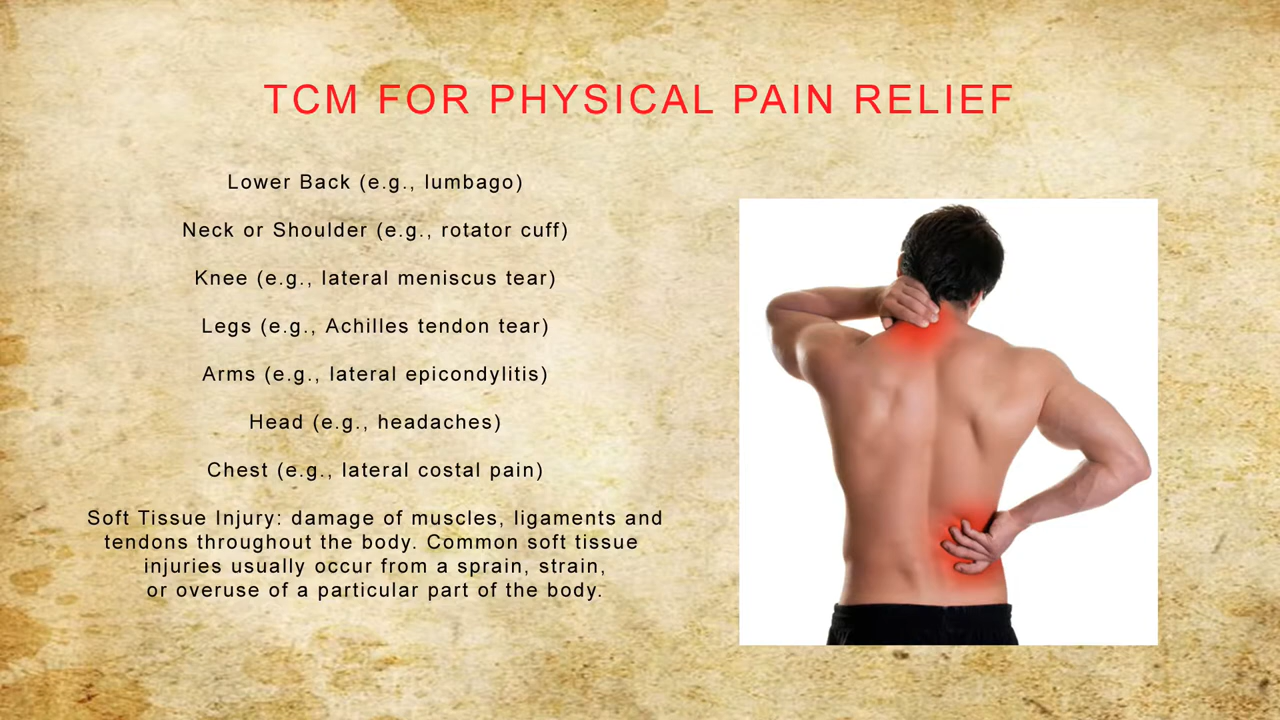 TCM FOR PHYSICAL PAIN RELIEF
Lower Back (e.g., lumbago)
Neck or Shoulder (e.g., rotator cuff)
Knee (e.g., lateral meniscus tear)
Legs (e.g., Achilles tendon tear)
Arms (e.g., lateral epicondylitis)
Head (e.g., headaches)
Chest (e.g., lateral costal pain)
Soft Tissue Injury: damage of muscles, ligaments and
tendons throughout the body. Common soft tissue
injuries usually occur from a sprain, strain,
or overuse of a particular part of the body.